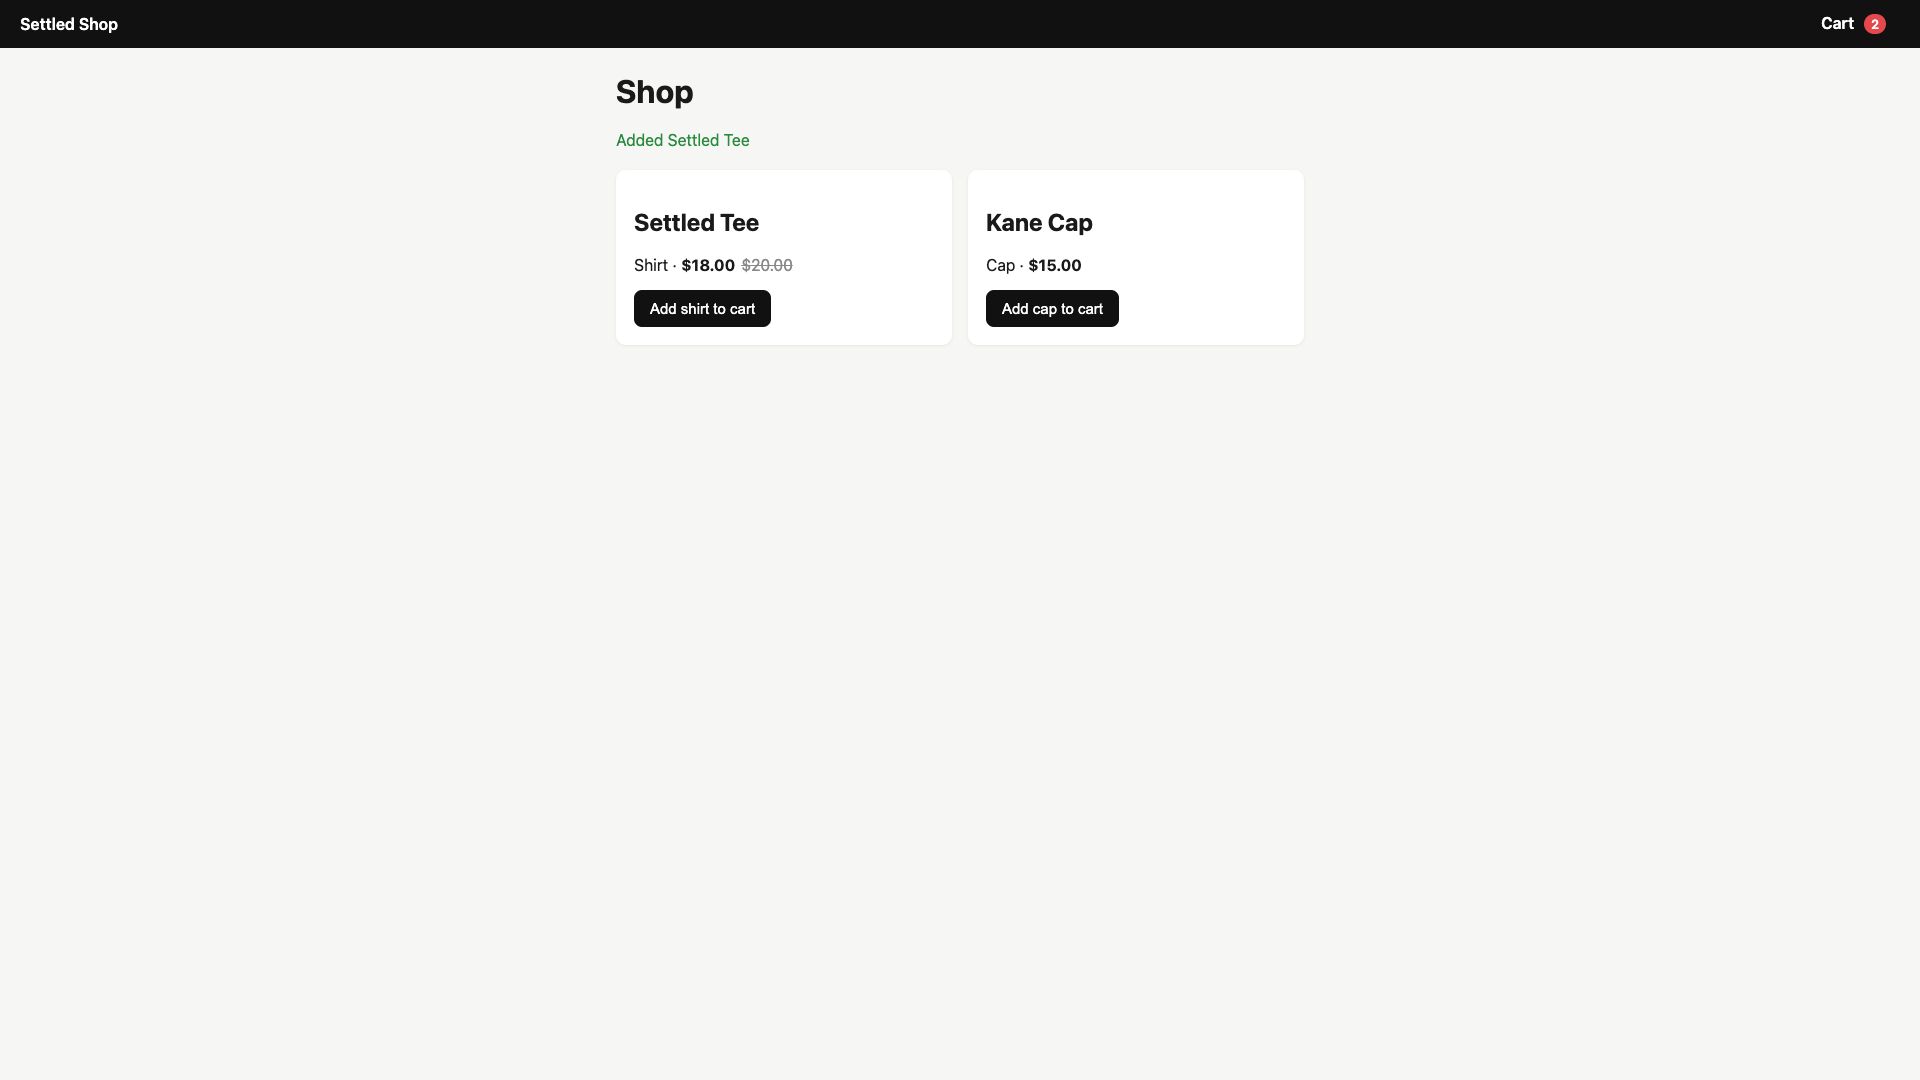 Settled Shop
Cart 2
Shop
Added Settled Tee
Settled Tee
Shirt · $18.00 $20.00
Add shirt to cart
Kane Cap
Cap · $15.00
Add cap to cart